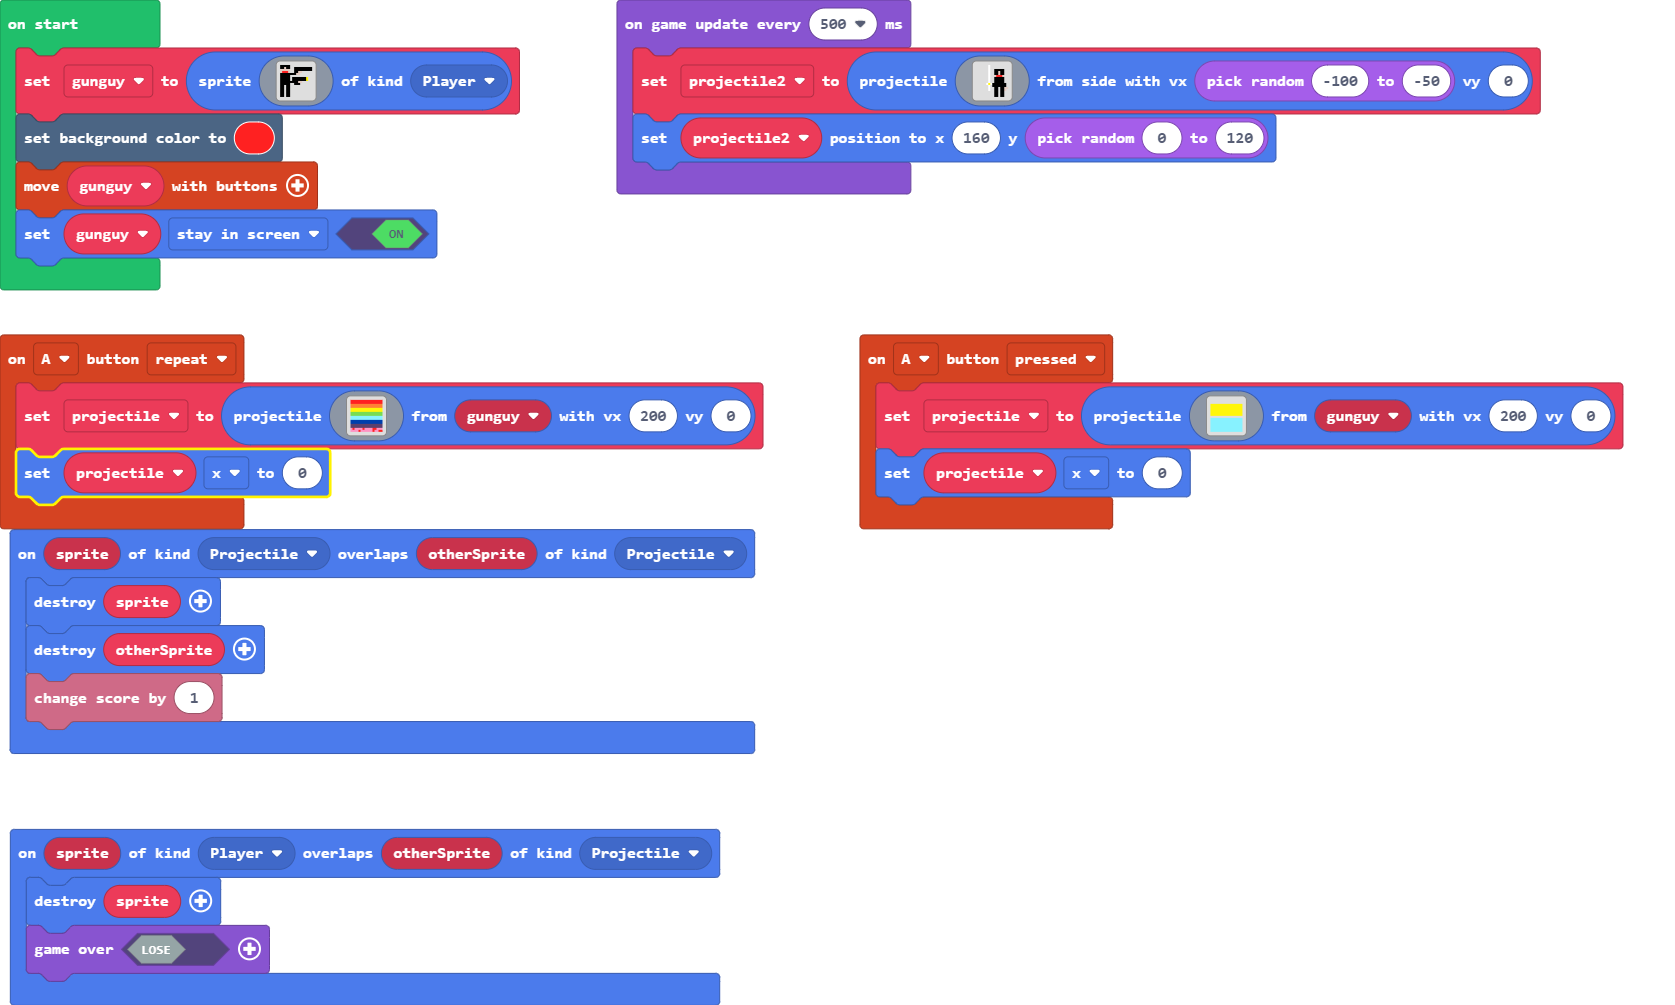 on start
set gunguy to sprite of kind Player
set background color to
move gunguy with buttons
set gunguy stay in screen ON
on game update every 500 ms
set projectile2 to projectile from side with vx pick random -100 to -50 vy 0
set projectile2 position to x 160 y pick random 0 to 120
on A button repeat
set projectile to projectile from gunguy with vx 200 vy 0
set projectile x to 0
on A button pressed
set projectile to projectile from gunguy with vx 200 vy 0
set projectile x to 0
on sprite of kind Projectile overlaps otherSprite of kind Projectile
destroy sprite
destroy otherSprite
change score by 1
on sprite of kind Player overlaps otherSprite of kind Projectile
destroy sprite
game over LOSE